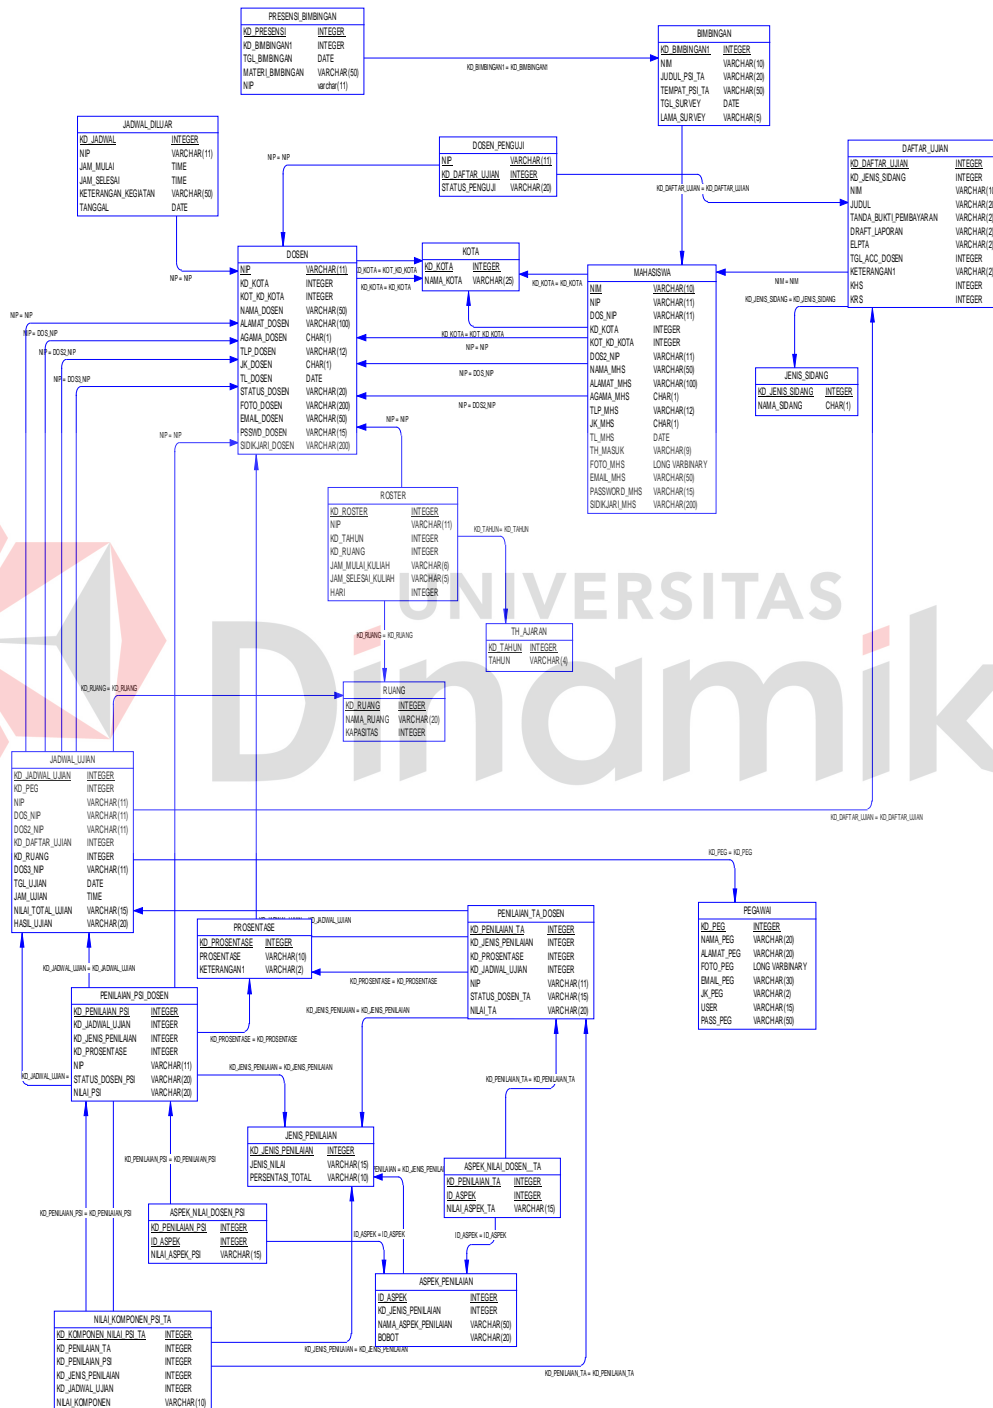 PRESENSI_BIMBINGAN
KD_PRESENSI INTEGER
KD_BIMBINGAN1 INTEGER
TGL_BIMBINGAN DATE
MATERI_BIMBINGAN VARCHAR(50)
NIP varchar(11)
KD_BIMBINGAN1 = KD_BIMBINGAN1
BIMBINGAN
KD_BIMBINGAN1 INTEGER
NIM VARCHAR(10)
JUDUL_PSI_TA VARCHAR(20)
TEMPAT_PSI_TA VARCHAR(50)
TGL_SURVEY DATE
LAMA_SURVEY VARCHAR(5)
JADWAL_DILUAR
KD_JADWAL INTEGER
NIP VARCHAR(11)
JAM_MULAI TIME
JAM_SELESAI TIME
KETERANGAN_KEGIATAN VARCHAR(50)
TANGGAL DATE
NIP = NIP
DOSEN_PENGUJI
NIP VARCHAR(11)
KD_DAFTAR_UJIAN INTEGER
STATUS_PENGUJI VARCHAR(20)
NIP = NIP
KD_DAFTAR_UJIAN = KD_DAFTAR_UJIAN
DAFTAR_UJIAN
KD_DAFTAR_UJIAN INTEGER
KD_JENIS_SIDANG INTEGER
NIM VARCHAR(10
JUDUL VARCHAR(20
TANDA_BUKTI_PEMBAYARAN VARCHAR(2
DRAFT_LAPORAN VARCHAR(2
ELPTA VARCHAR(2
TGL_ACC_DOSEN INTEGER
KETERANGAN1 VARCHAR(2
KHS INTEGER
KRS INTEGER
DOSEN
NIP VARCHAR(11)
KD_KOTA INTEGER
KOT_KD_KOTA INTEGER
NAMA_DOSEN VARCHAR(50)
ALAMAT_DOSEN VARCHAR(100)
AGAMA_DOSEN CHAR(1)
TLP_DOSEN VARCHAR(12)
JK_DOSEN CHAR(1)
TL_DOSEN DATE
STATUS_DOSEN VARCHAR(20)
FOTO_DOSEN VARCHAR(200)
EMAIL_DOSEN VARCHAR(50)
PSSWD_DOSEN VARCHAR(15)
SIDIKJARI_DOSEN VARCHAR(200)
KD_KOTA = KOT_KD_KOTA
KD_KOTA = KD_KOTA
KOTA
KD_KOTA INTEGER
NAMA_KOTA VARCHAR(25)
KD_KOTA = KD_KOTA
KD_KOTA = KOT_KD_KOTA
NIP = NIP
NIP = DOS_NIP
NIP = DOS2_NIP
MAHASISWA
NIM VARCHAR(10)
NIP VARCHAR(11)
DOS_NIP VARCHAR(11)
KD_KOTA INTEGER
KOT_KD_KOTA INTEGER
DOS2_NIP VARCHAR(11)
NAMA_MHS VARCHAR(50)
ALAMAT_MHS VARCHAR(100)
AGAMA_MHS CHAR(1)
TLP_MHS VARCHAR(12)
JK_MHS CHAR(1)
TL_MHS DATE
TH_MASUK VARCHAR(9)
FOTO_MHS LONG VARBINARY
EMAIL_MHS VARCHAR(50)
PASSWORD_MHS VARCHAR(15)
SIDIKJARI_MHS VARCHAR(200)
NIM = NIM
KD_JENIS_SIDANG = KD_JENIS_SIDANG
JENIS_SIDANG
KD_JENIS_SIDANG INTEGER
NAMA_SIDANG CHAR(1)
NIP = NIP
NIP = DOS_NIP
NIP = DOS2_NIP
NIP = DOS3_NIP
NIP = NIP
NIP = NIP
ROSTER
KD_ROSTER INTEGER
NIP VARCHAR(11)
KD_TAHUN INTEGER
KD_RUANG INTEGER
JAM_MULAI_KULIAH VARCHAR(6)
JAM_SELESAI_KULIAH VARCHAR(5)
HARI INTEGER
KD_TAHUN = KD_TAHUN
KD_RUANG = KD_RUANG
UNIVERSITAS
Dinamik
TH_AJARAN
KD_TAHUN INTEGER
TAHUN VARCHAR(4)
RUANG
KD_RUANG INTEGER
NAMA_RUANG VARCHAR(20)
KAPASITAS INTEGER
KD_RUANG = KD_RUANG
JADWAL_UJIAN
KD_JADWAL_UJIAN INTEGER
KD_PEG INTEGER
NIP VARCHAR(11)
DOS_NIP VARCHAR(11)
DOS2_NIP VARCHAR(11)
KD_DAFTAR_UJIAN INTEGER
KD_RUANG INTEGER
DOS3_NIP VARCHAR(11)
TGL_UJIAN DATE
JAM_UJIAN TIME
NILAI_TOTAL_UJIAN VARCHAR(15)
HASIL_UJIAN VARCHAR(20)
KD_DAFTAR_UJIAN = KD_DAFTAR_UJIAN
KD_PEG = KD_PEG
PEGAWAI
KD_PEG INTEGER
NAMA_PEG VARCHAR(20)
ALAMAT_PEG VARCHAR(20)
FOTO_PEG LONG VARBINARY
EMAIL_PEG VARCHAR(30)
JK_PEG VARCHAR(2)
USER VARCHAR(15)
PASS_PEG VARCHAR(50)
PROSENTASE
KD_PROSENTASE INTEGER
PROSENTASE VARCHAR(10)
KETERANGAN1 VARCHAR(2)
PENILAIAN_TA_DOSEN
KD_PENILAIAN_TA INTEGER
KD_JENIS_PENILAIAN INTEGER
KD_PROSENTASE INTEGER
KD_JADWAL_UJIAN INTEGER
NIP VARCHAR(11)
STATUS_DOSEN_TA VARCHAR(15)
NILAI_TA VARCHAR(20)
KD_JADWAL_UJIAN = KD_JADWAL_UJIAN
KD_PROSENTASE = KD_PROSENTASE
KD_JENIS_PENILAIAN = KD_JENIS_PENILAIAN
PENILAIAN_PSI_DOSEN
KD_PENILAIAN_PSI INTEGER
KD_JADWAL_UJIAN INTEGER
KD_JENIS_PENILAIAN INTEGER
KD_PROSENTASE INTEGER
NIP VARCHAR(11)
STATUS_DOSEN_PSI VARCHAR(20)
NILAI_PSI VARCHAR(20)
KD_PROSENTASE = KD_PROSENTASE
KD_JENIS_PENILAIAN = KD_JENIS_PENILAIAN
KD_JADWAL_UJIAN =
KD_PENILAIAN_TA = KD_PENILAIAN_TA
JENIS_PENILAIAN
KD_JENIS_PENILAIAN INTEGER
JENIS_NILAI VARCHAR(15)
PERSENTASI_TOTAL VARCHAR(10)
PENILAIAN = KD_JENIS_PENILAI
ASPEK_NILAI_DOSEN__TA
KD_PENILAIAN_TA INTEGER
ID_ASPEK INTEGER
NILAI_ASPEK_TA VARCHAR(15)
KD_PENILAIAN_PSI = KD_PENILAIAN_PSI
KD_PENILAIAN_PSI = KD_PENILAIAN_PSI
ASPEK_NILAI_DOSEN_PSI
KD_PENILAIAN_PSI INTEGER
ID_ASPEK INTEGER
NILAI_ASPEK_PSI VARCHAR(15)
ID_ASPEK = ID_ASPEK
ID_ASPEK = ID_ASPEK
ASPEK_PENILAIAN
ID_ASPEK INTEGER
KD_JENIS_PENILAIAN INTEGER
NAMA_ASPEK_PENILAIAN VARCHAR(50)
BOBOT VARCHAR(20)
NILAI_KOMPONEN_PSI_TA
KD_KOMPONEN_NILAI_PSI_TA INTEGER
KD_PENILAIAN_TA INTEGER
KD_PENILAIAN_PSI INTEGER
KD_JENIS_PENILAIAN INTEGER
KD_JADWAL_UJIAN INTEGER
NILAI_KOMPONEN VARCHAR(10)
KD_JENIS_PENILAIAN = KD_JENIS_PENILAIAN
KD_PENILAIAN_TA = KD_PENILAIAN_TA